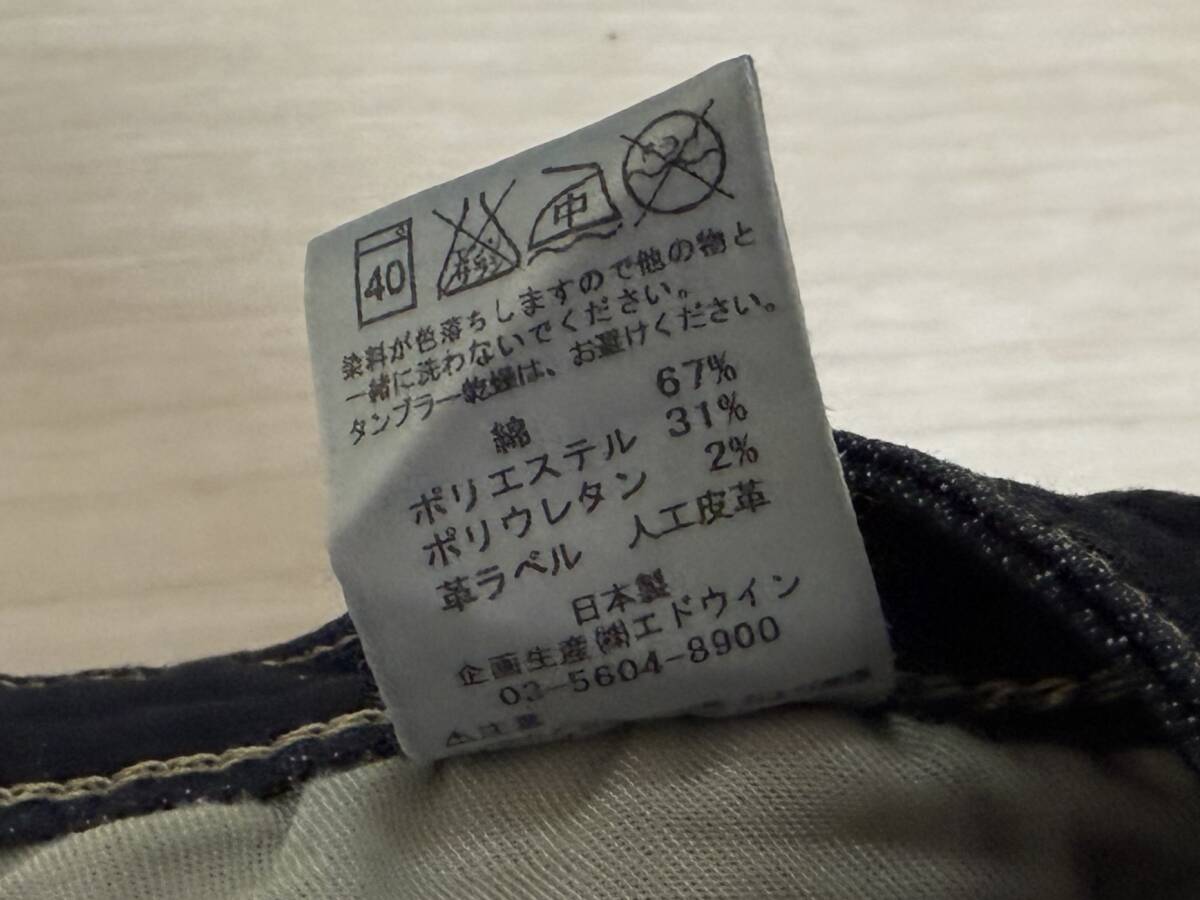 40 中
染料が色落ちしますので他の物と
一緒に洗わないでください。
タンブラー乾燥は、お避けください。
綿 67%
ポリエステル 31%
ポリウレタン 2%
革ラベル 人工皮革
日本製
企画生産㈱エドウイン
03-5604-8900